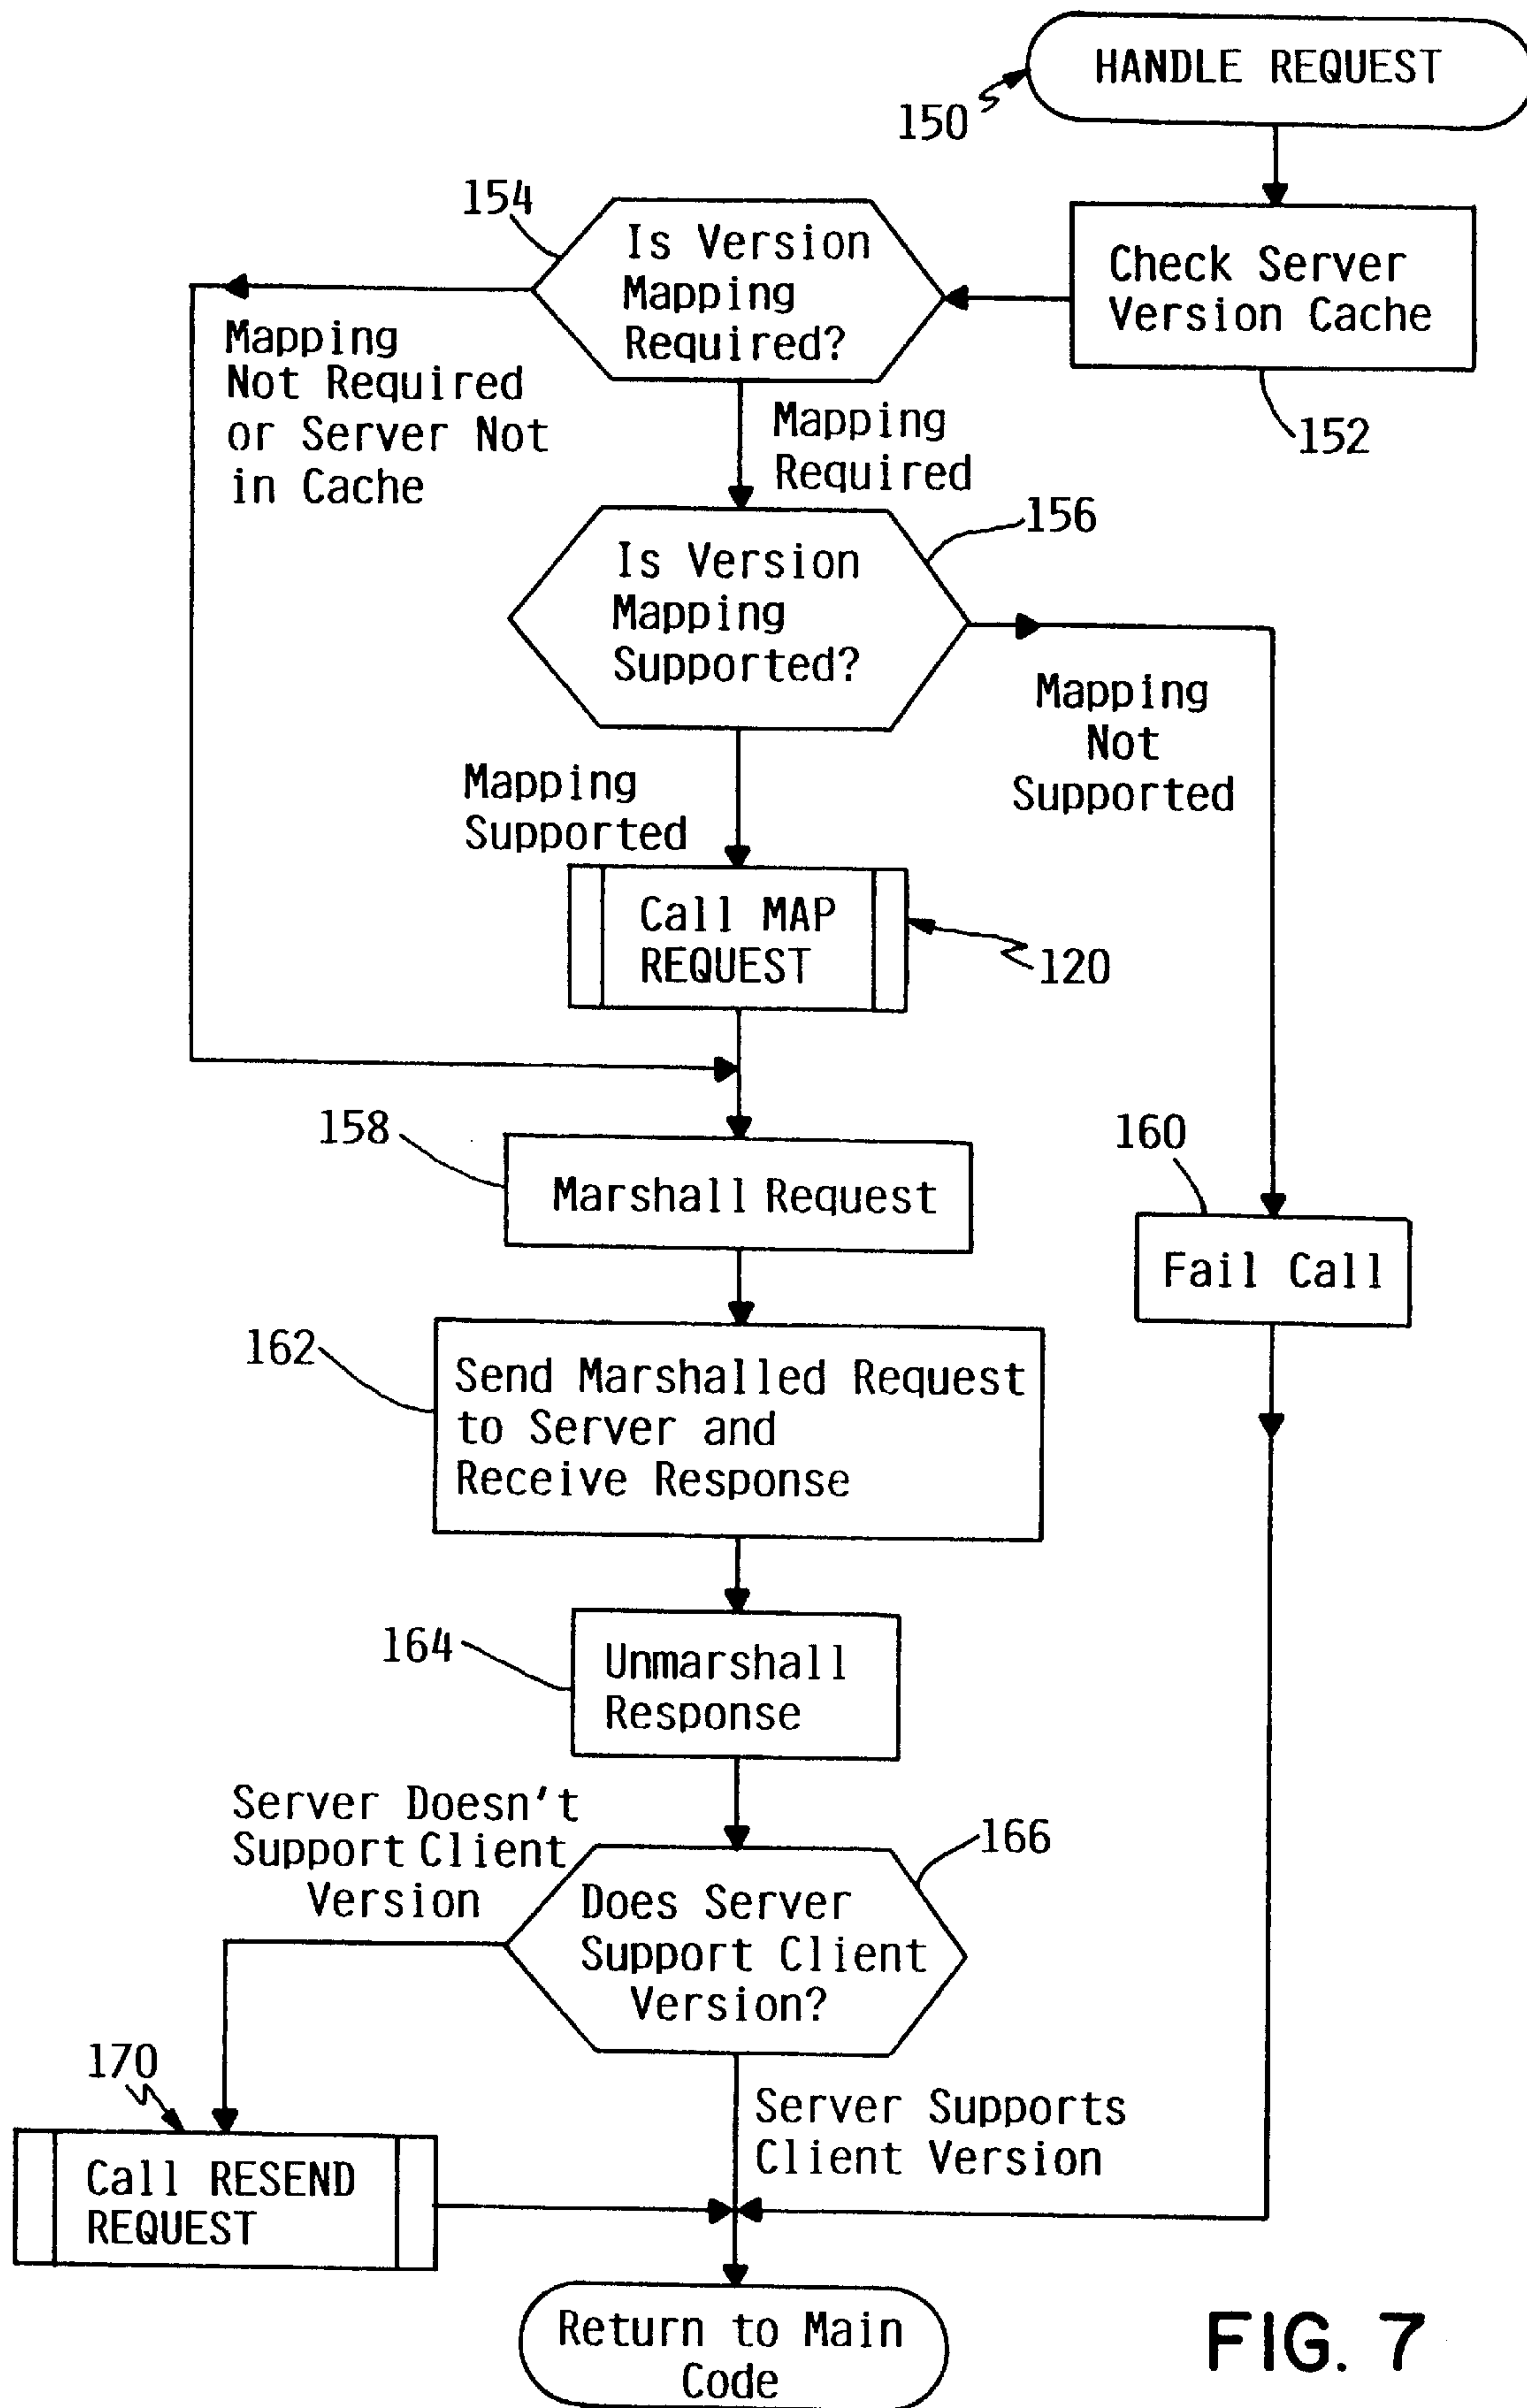 HANDLE REQUEST
150
154
Is Version
Mapping
Required?
Check Server
Version Cache
152
Mapping
Not Required
or Server Not
in Cache
Mapping
Required
156
Is Version
Mapping
Supported?
Mapping
Not
Supported
Mapping
Supported
Call MAP
REQUEST
120
158
Marshall Request
160
Fail Call
162
Send Marshalled Request
to Server and
Receive Response
164
Unmarshall
Response
Server Doesn't
Support Client
Version
166
Does Server
Support Client
Version?
170
Call RESEND
REQUEST
Server Supports
Client Version
Return to Main
Code
FIG. 7